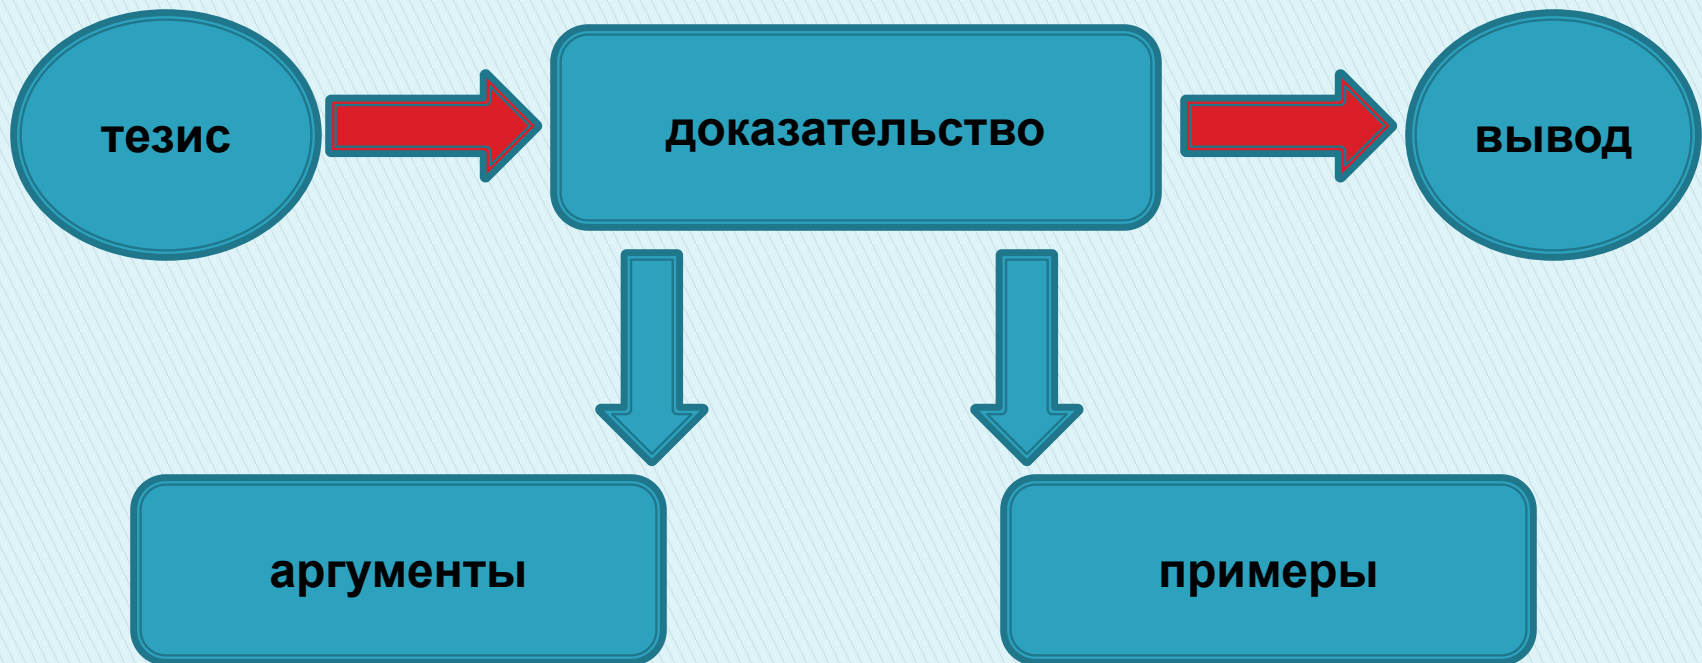 тезис
доказательство
вывод
аргументы
примеры